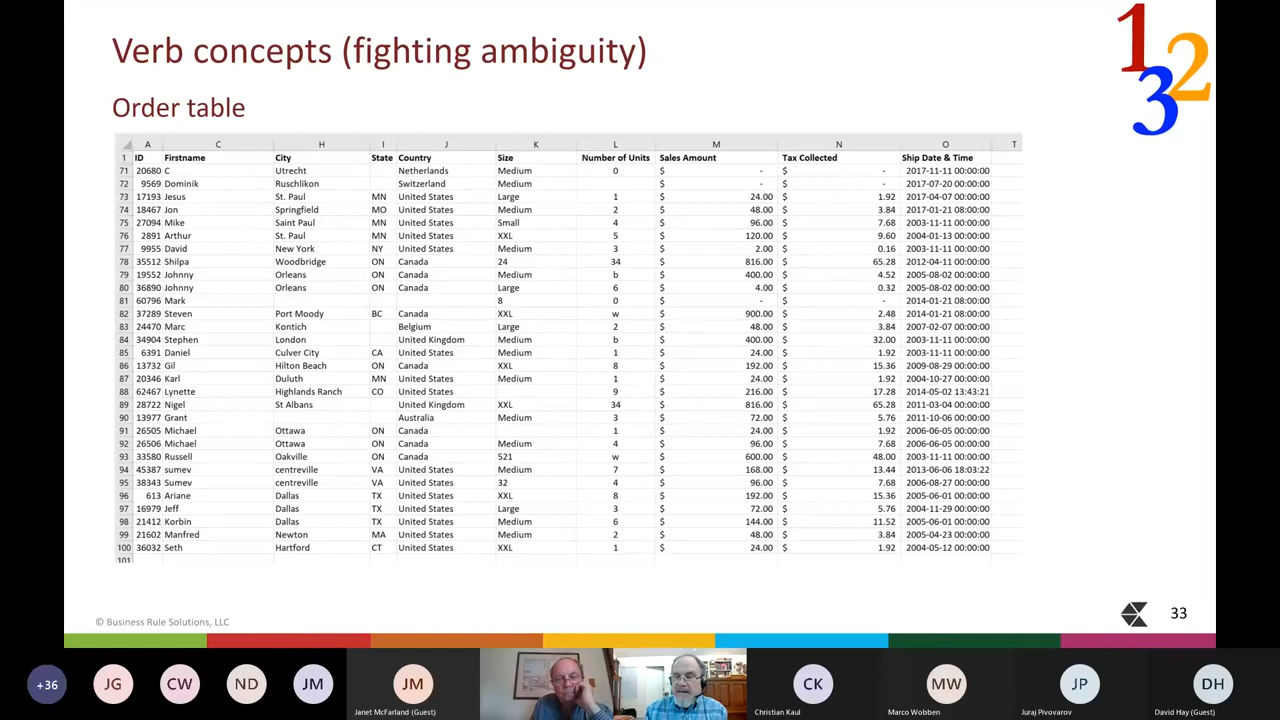 Verb concepts (fighting ambiguity)
1 2 3
Order table
A C H I J K L M N O T
1 ID Firstname City State Country Size Number of Units Sales Amount Tax Collected Ship Date & Time
71 20680 C Utrecht Netherlands Medium 0 $ - $ - 2017-11-11 00:00:00
72 9569 Dominik Ruschlikon Switzerland Medium $ - $ - 2017-07-20 00:00:00
73 17193 Jesus St. Paul MN United States Large 1 $ 24.00 $ 1.92 2017-04-07 00:00:00
74 18467 Jon Springfield MO United States Medium 2 $ 48.00 $ 3.84 2017-01-21 08:00:00
75 27094 Mike Saint Paul MN United States Small 4 $ 96.00 $ 7.68 2003-11-11 00:00:00
76 2891 Arthur St. Paul MN United States XXL 5 $ 120.00 $ 9.60 2004-01-13 00:00:00
77 9955 David New York NY United States Medium 3 $ 2.00 $ 0.16 2003-11-11 00:00:00
78 35512 Shilpa Woodbridge ON Canada 24 34 $ 816.00 $ 65.28 2012-04-11 00:00:00
79 19552 Johnny Orleans ON Canada Medium b $ 400.00 $ 4.52 2005-08-02 00:00:00
80 36890 Johnny Orleans ON Canada Large 6 $ 4.00 $ 0.32 2005-08-02 00:00:00
81 60796 Mark 8 0 $ - $ - 2014-01-21 08:00:00
82 37289 Steven Port Moody BC Canada XXL w $ 900.00 $ 2.48 2014-01-21 08:00:00
83 24470 Marc Kontich Belgium Large 2 $ 48.00 $ 3.84 2007-02-07 00:00:00
84 34904 Stephen London United Kingdom Medium b $ 400.00 $ 32.00 2003-11-11 00:00:00
85 6391 Daniel Culver City CA United States Medium 1 $ 24.00 $ 1.92 2003-11-11 00:00:00
86 13732 Gil Hilton Beach ON Canada XXL 8 $ 192.00 $ 15.36 2009-08-29 00:00:00
87 20346 Karl Duluth MN United States Medium 1 $ 24.00 $ 1.92 2004-10-27 00:00:00
88 62467 Lynette Highlands Ranch CO United States 9 $ 216.00 $ 17.28 2014-05-02 13:43:21
89 28722 Nigel St Albans United Kingdom XXL 34 $ 816.00 $ 65.28 2011-03-04 00:00:00
90 13977 Grant Australia Medium 3 $ 72.00 $ 5.76 2011-10-06 00:00:00
91 26505 Michael Ottawa ON Canada 1 $ 24.00 $ 1.92 2006-06-05 00:00:00
92 26506 Michael Ottawa ON Canada Medium 4 $ 96.00 $ 7.68 2006-06-05 00:00:00
93 33580 Russell Oakville ON Canada 521 w $ 600.00 $ 48.00 2003-11-11 00:00:00
94 45387 sumev centreville VA United States Medium 7 $ 168.00 $ 13.44 2013-06-06 18:03:22
95 38343 Sumev centreville VA United States 32 4 $ 96.00 $ 7.68 2006-08-27 00:00:00
96 613 Ariane Dallas TX United States XXL 8 $ 192.00 $ 15.36 2005-06-01 00:00:00
97 16979 Jeff Dallas TX United States Large 3 $ 72.00 $ 5.76 2004-11-29 00:00:00
98 21412 Korbin Dallas TX United States Medium 6 $ 144.00 $ 11.52 2005-06-01 00:00:00
99 21602 Manfred Newton MA United States Medium 2 $ 48.00 $ 3.84 2005-04-23 00:00:00
100 36032 Seth Hartford CT United States XXL 1 $ 24.00 $ 1.92 2004-05-12 00:00:00
101
© Business Rule Solutions, LLC 33
+36 JG CW ND JM JM CK MW JP DH
Janet McFarland (Guest) Christian Kaul Marco Wobben Juraj Pivovarov David Hay (Guest)